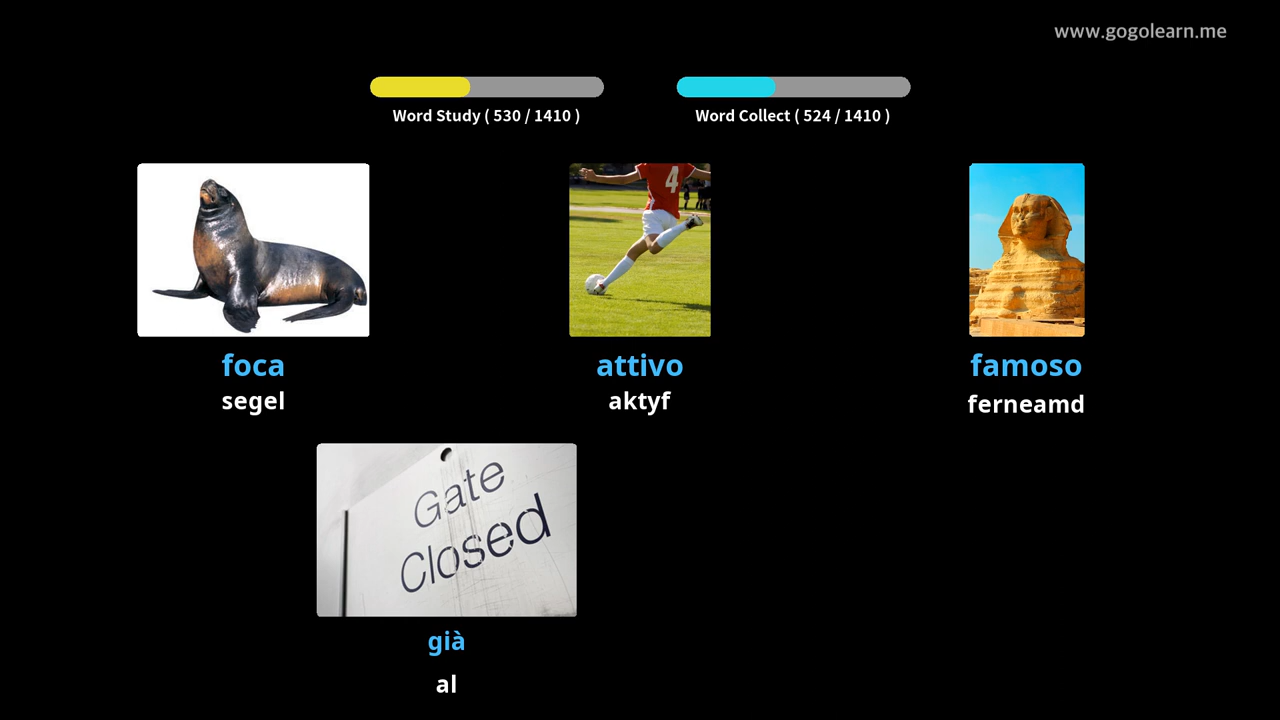 www.gogolearn.me
Word Study ( 530 / 1410 )
Word Collect ( 524 / 1410 )
4
foca
segel
attivo
aktyf
famoso
ferneamd
Gate
Closed
già
al